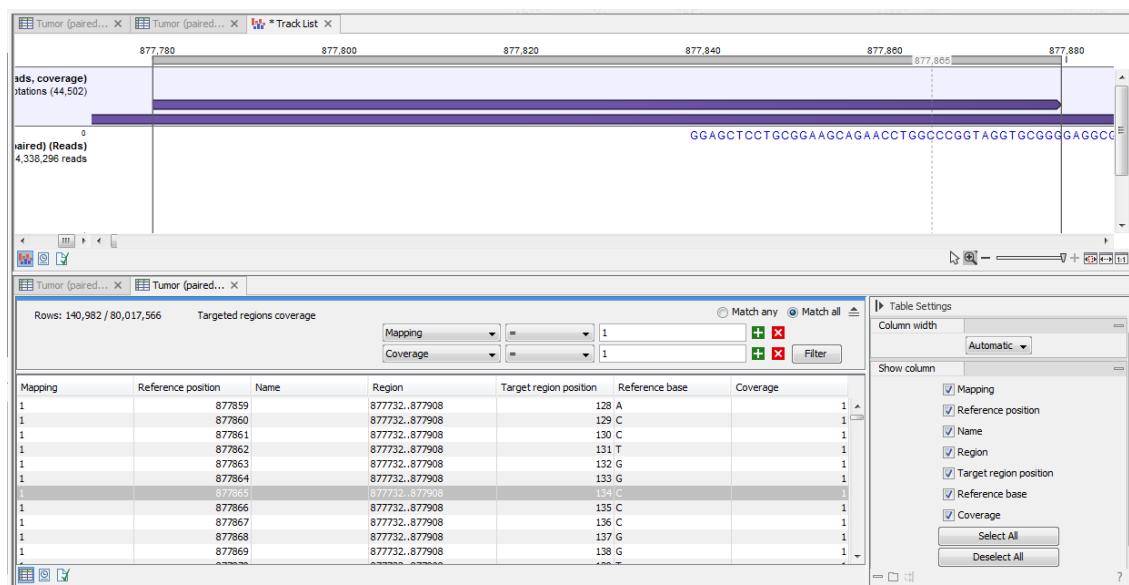 Tumor (paired... Tumor (paired... * Track List
877,780 877,800 877,820 877,840 877,860 877,880
877,865
ads, coverage)
otations (44,502)
0
aired) (Reads)
4,338,296 reads
GGAGCTCCTGCGGAAGCAGAACCTGGCCCGGTAGGTGCGGGGAGGCG
1:1
Tumor (paired... Tumor (paired...
Rows: 140,982 / 80,017,566 Targeted regions coverage Match any Match all
Mapping = 1
Coverage = 1 Filter
Mapping Reference position Name Region Target region position Reference base Coverage
1 877859 877732..877908 128 A 1
1 877860 877732..877908 129 C 1
1 877861 877732..877908 130 C 1
1 877862 877732..877908 131 T 1
1 877863 877732..877908 132 G 1
1 877864 877732..877908 133 G 1
1 877865 877732..877908 134 C 1
1 877866 877732..877908 135 C 1
1 877867 877732..877908 136 C 1
1 877868 877732..877908 137 G 1
1 877869 877732..877908 138 G 1
Table Settings
Column width
Automatic
Show column
Mapping
Reference position
Name
Region
Target region position
Reference base
Coverage
Select All
Deselect All
?